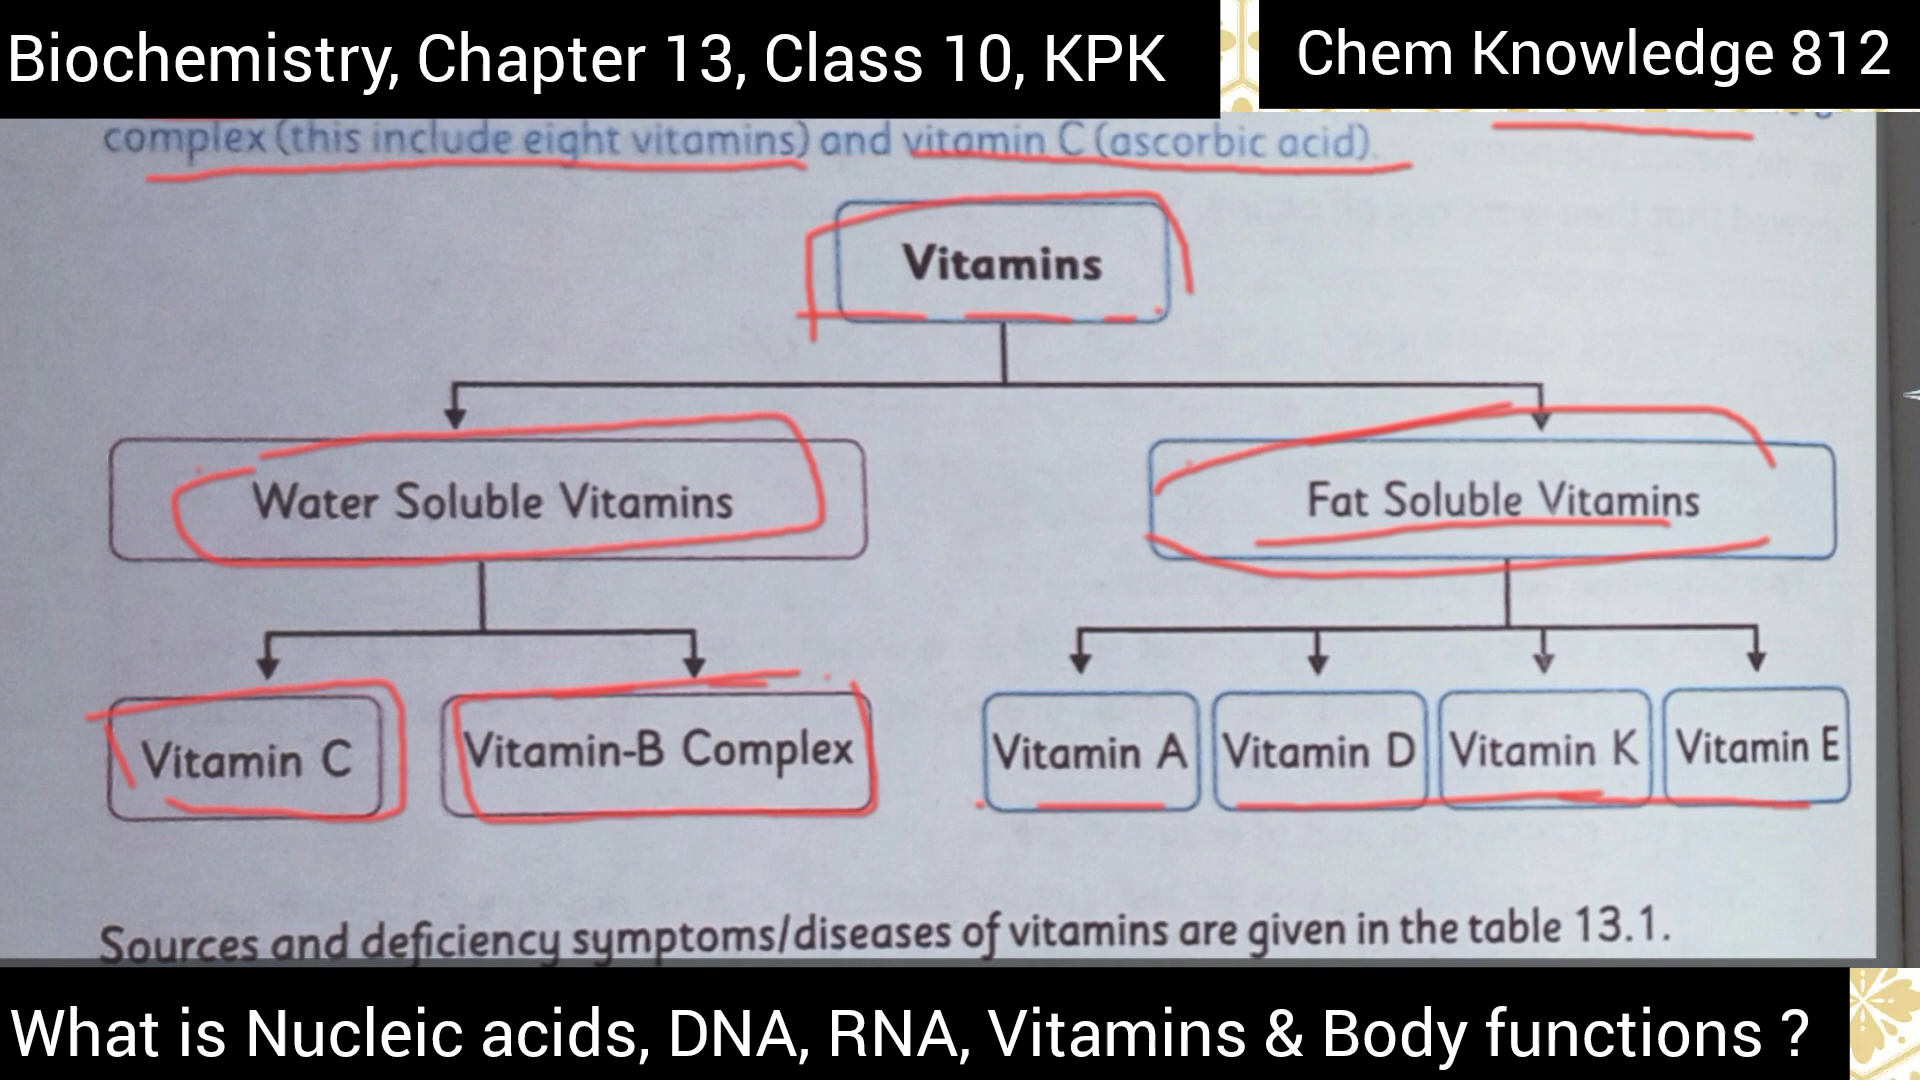 Biochemistry, Chapter 13, Class 10, KPK
Chem Knowledge 812
complex (this include eight vitamins) and vitamin C (ascorbic acid).
Vitamins
Water Soluble Vitamins
Fat Soluble Vitamins
Vitamin C
Vitamin-B Complex
Vitamin A
Vitamin D
Vitamin K
Vitamin E
Sources and deficiency symptoms/diseases of vitamins are given in the table 13.1.
What is Nucleic acids, DNA, RNA, Vitamins & Body functions ?